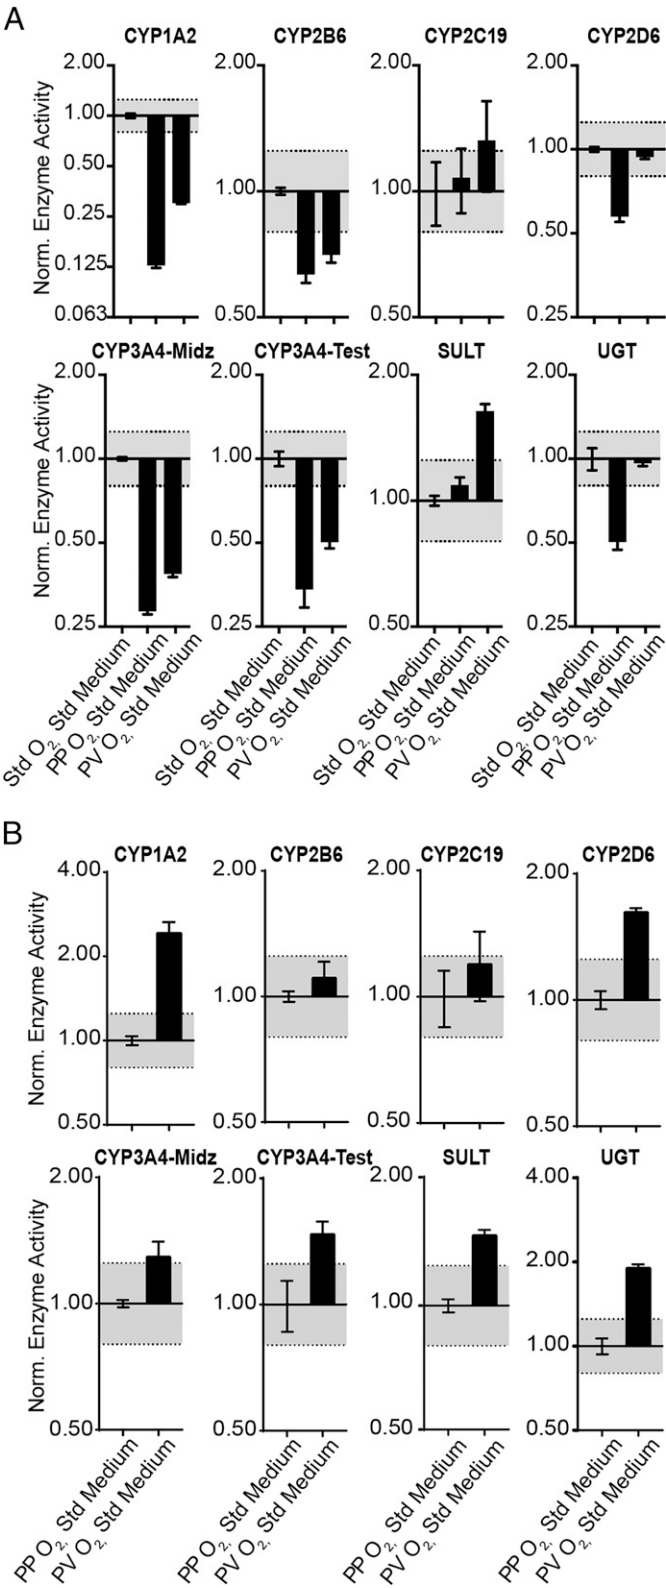 A
CYP1A2 CYP2B6 CYP2C19 CYP2D6
Norm. Enzyme Activity
2.00
1.00
0.50
0.25
0.125
0.063
2.00
1.00
0.50
2.00
1.00
0.50
2.00
1.00
0.50
0.25
CYP3A4-Midz CYP3A4-Test SULT UGT
Norm. Enzyme Activity
2.00
1.00
0.50
0.25
2.00
1.00
0.50
0.25
2.00
1.00
0.50
2.00
1.00
0.50
0.25
Std O2, Std Medium
PP O2, Std Medium
PV O2, Std Medium
Std O2, Std Medium
PP O2, Std Medium
PV O2, Std Medium
Std O2, Std Medium
PP O2, Std Medium
PV O2, Std Medium
Std O2, Std Medium
PP O2, Std Medium
PV O2, Std Medium
B
CYP1A2 CYP2B6 CYP2C19 CYP2D6
Norm. Enzyme Activity
4.00
2.00
1.00
0.50
2.00
1.00
0.50
2.00
1.00
0.50
2.00
1.00
0.50
CYP3A4-Midz CYP3A4-Test SULT UGT
Norm. Enzyme Activity
2.00
1.00
0.50
2.00
1.00
0.50
2.00
1.00
0.50
4.00
2.00
1.00
0.50
PP O2, Std Medium
PV O2, Std Medium
PP O2, Std Medium
PV O2, Std Medium
PP O2, Std Medium
PV O2, Std Medium
PP O2, Std Medium
PV O2, Std Medium